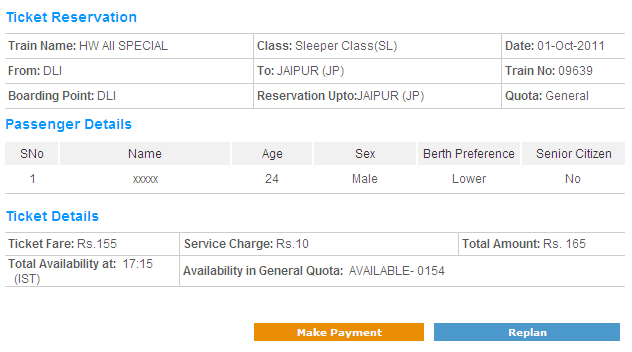 Ticket Reservation
Train Name: HW AII SPECIAL Class: Sleeper Class(SL) Date: 01-Oct-2011
From: DLI To: JAIPUR (JP) Train No: 09639
Boarding Point: DLI Reservation Upto:JAIPUR (JP) Quota: General
Passenger Details
SNo Name Age Sex Berth Preference Senior Citizen
1 xxxxx 24 Male Lower No
Ticket Details
Ticket Fare: Rs.155 Service Charge: Rs.10 Total Amount: Rs. 165
Total Availability at: 17:15
(IST)
Availability in General Quota: AVAILABLE- 0154
Make Payment Replan